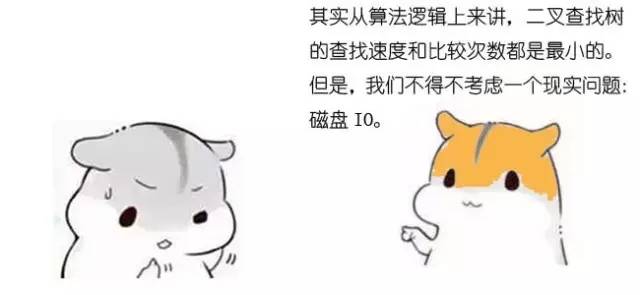 其实从算法逻辑上来讲，二叉查找树
的查找速度和比较次数都是最小的。
但是，我们不得不考虑一个现实问题:
磁盘 IO。